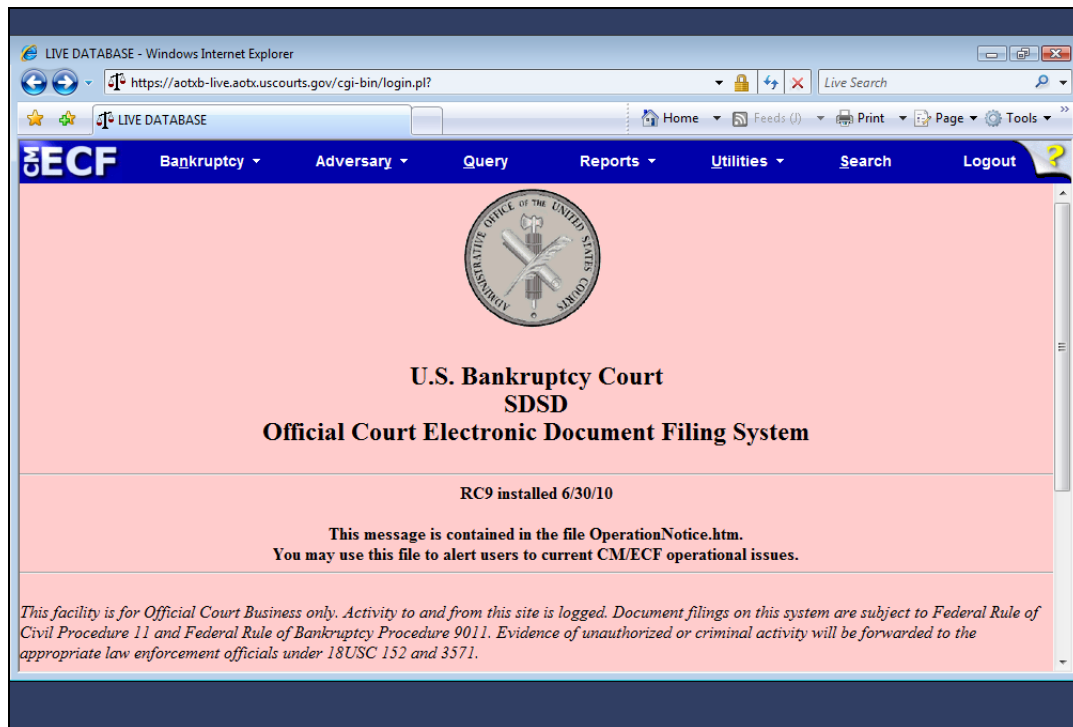 LIVE DATABASE - Windows Internet Explorer
https://aotxb-live.aotx.uscourts.gov/cgi-bin/login.pl?
Live Search
LIVE DATABASE
Home Feeds (J) Print Page Tools »
CM ECF Bankruptcy Adversary Query Reports Utilities Search Logout ?
ADMINISTRATIVE OFFICE OF THE UNITED STATES COURTS
U.S. Bankruptcy Court
SDSD
Official Court Electronic Document Filing System
RC9 installed 6/30/10
This message is contained in the file OperationNotice.htm.
You may use this file to alert users to current CM/ECF operational issues.
This facility is for Official Court Business only. Activity to and from this site is logged. Document filings on this system are subject to Federal Rule of
Civil Procedure 11 and Federal Rule of Bankruptcy Procedure 9011. Evidence of unauthorized or criminal activity will be forwarded to the
appropriate law enforcement officials under 18USC 152 and 3571.